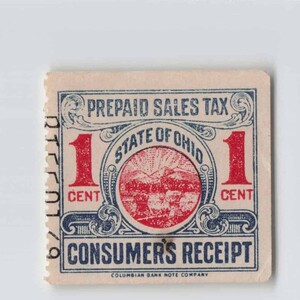 PREPAID SALES TAX
STATE OF OHIO
1 CENT
1 CENT
CONSUMER'S RECEIPT
COLUMBIAN BANK NOTE COMPANY